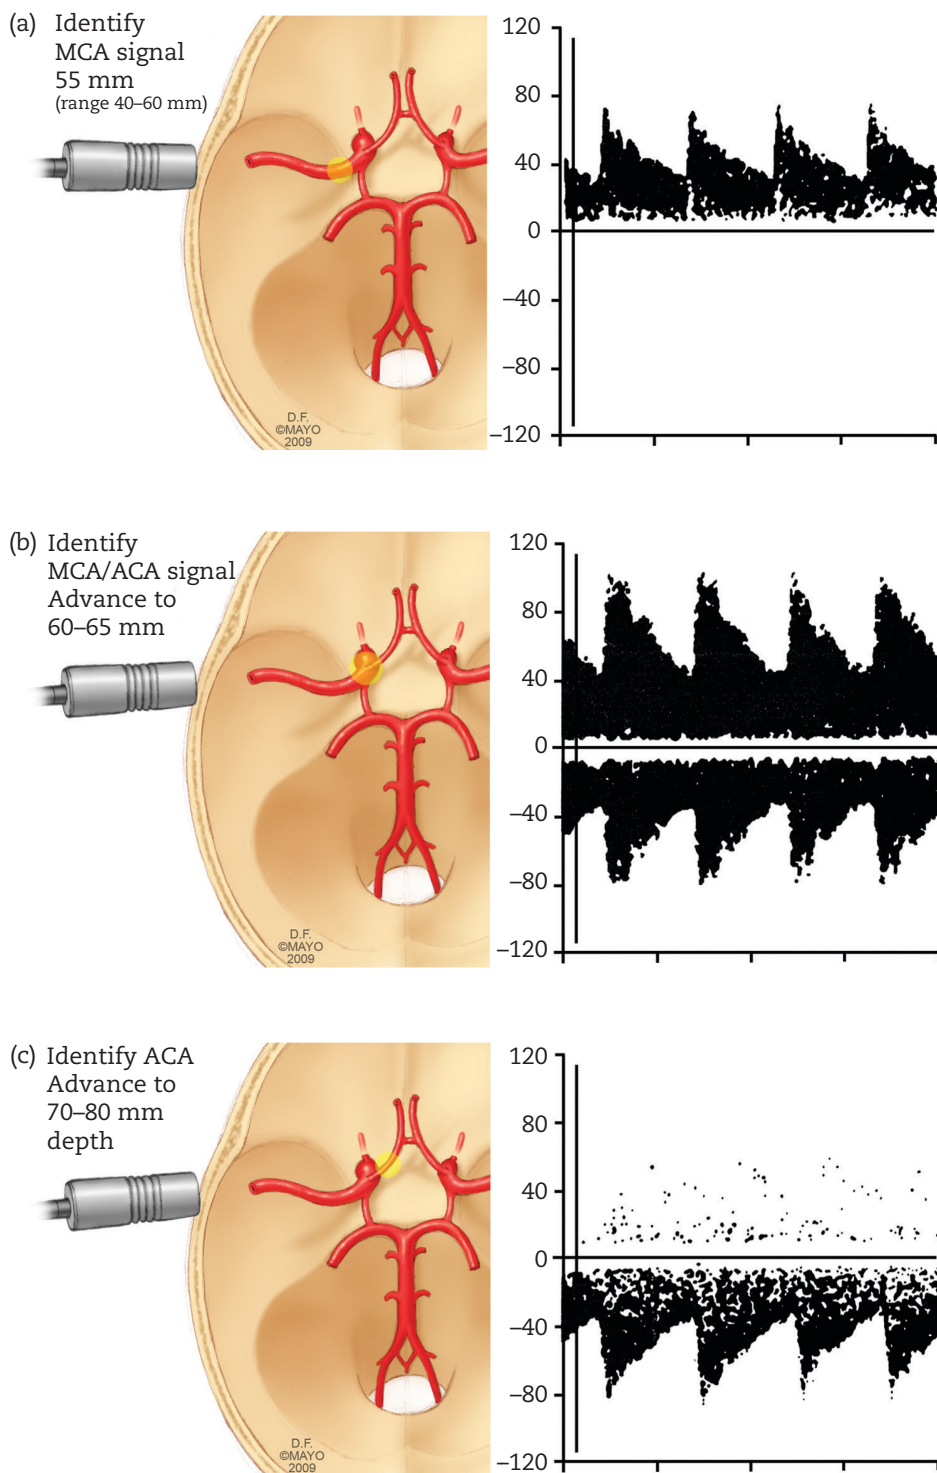 (a) Identify
MCA signal
55 mm
(range 40–60 mm)
120
80
40
0
–40
–80
–120
D.F.
©MAYO
2009
(b) Identify
MCA/ACA signal
Advance to
60–65 mm
120
80
40
0
–40
–80
–120
D.F.
©MAYO
2009
(c) Identify ACA
Advance to
70–80 mm
depth
120
80
40
0
–40
–80
–120
D.F.
©MAYO
2009